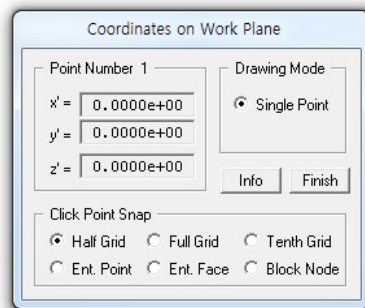 Coordinates on Work Plane
Point Number 1
x' = 0.0000e+00
y' = 0.0000e+00
z' = 0.0000e+00
Drawing Mode
Single Point
Info Finish
Click Point Snap
Half Grid Full Grid Tenth Grid
Ent. Point Ent. Face Block Node